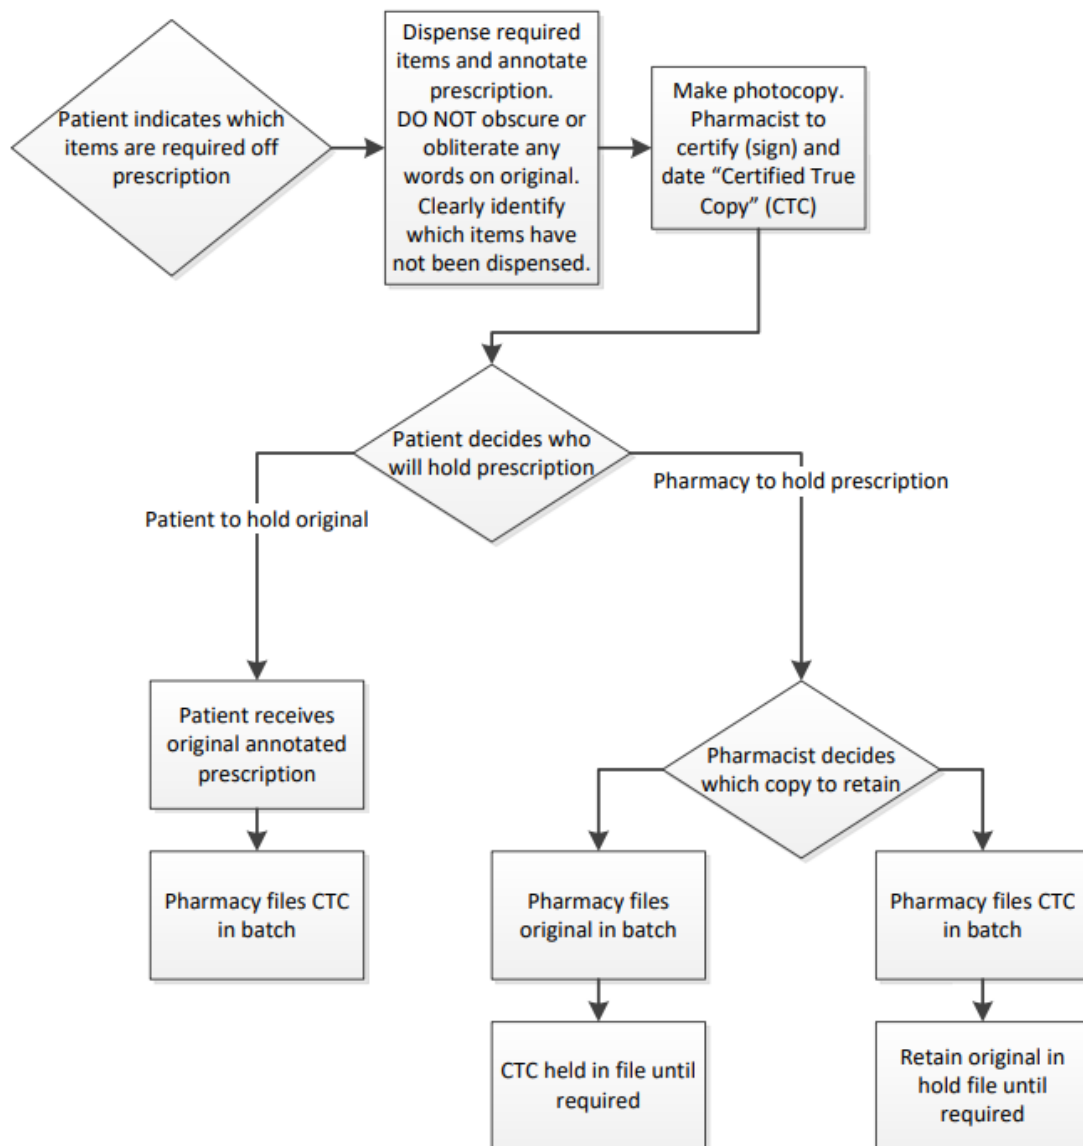 Patient indicates which
items are required off
prescription
Dispense required
items and annotate
prescription.
DO NOT obscure or
obliterate any
words on original.
Clearly identify
which items have
not been dispensed.
Make photocopy.
Pharmacist to
certify (sign) and
date “Certified True
Copy” (CTC)
Patient decides who
will hold prescription
Patient to hold original
Pharmacy to hold prescription
Patient receives
original annotated
prescription
Pharmacy files CTC
in batch
Pharmacist decides
which copy to retain
Pharmacy files
original in batch
CTC held in file until
required
Pharmacy files CTC
in batch
Retain original in
hold file until
required